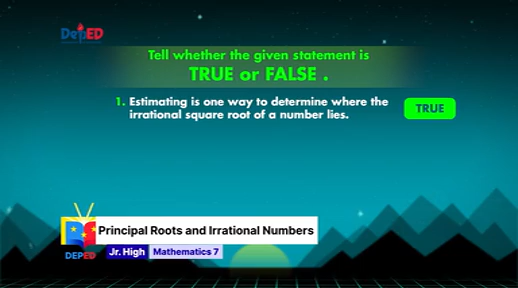 DepED
Tell whether the given statement is
TRUE or FALSE .
1. Estimating is one way to determine where the
irrational square root of a number lies.
TRUE
Principal Roots and Irrational Numbers
DEPED
Jr. High
Mathematics 7